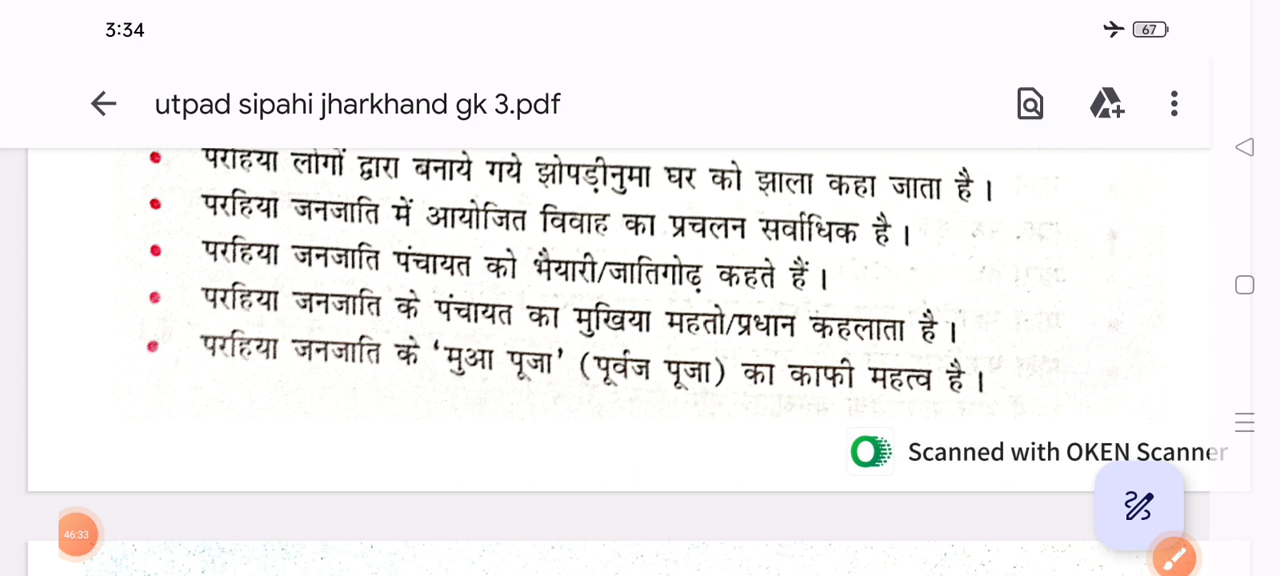 3:34
67
utpad sipahi jharkhand gk 3.pdf
परहिया लोगों द्वारा बनाये गये झोपड़ीनुमा घर को झाला कहा जाता है।
परहिया जनजाति में आयोजित विवाह का प्रचलन सर्वाधिक है।
परहिया जनजाति पंचायत को भैयारी/जातिगोढ़ कहते हैं।
परहिया जनजाति के पंचायत का मुखिया महतो/प्रधान कहलाता है।
परहिया जनजाति के ‘मुआ पूजा’ (पूर्वज पूजा) का काफी महत्व है।
Scanned with OKEN Scanner
46:33